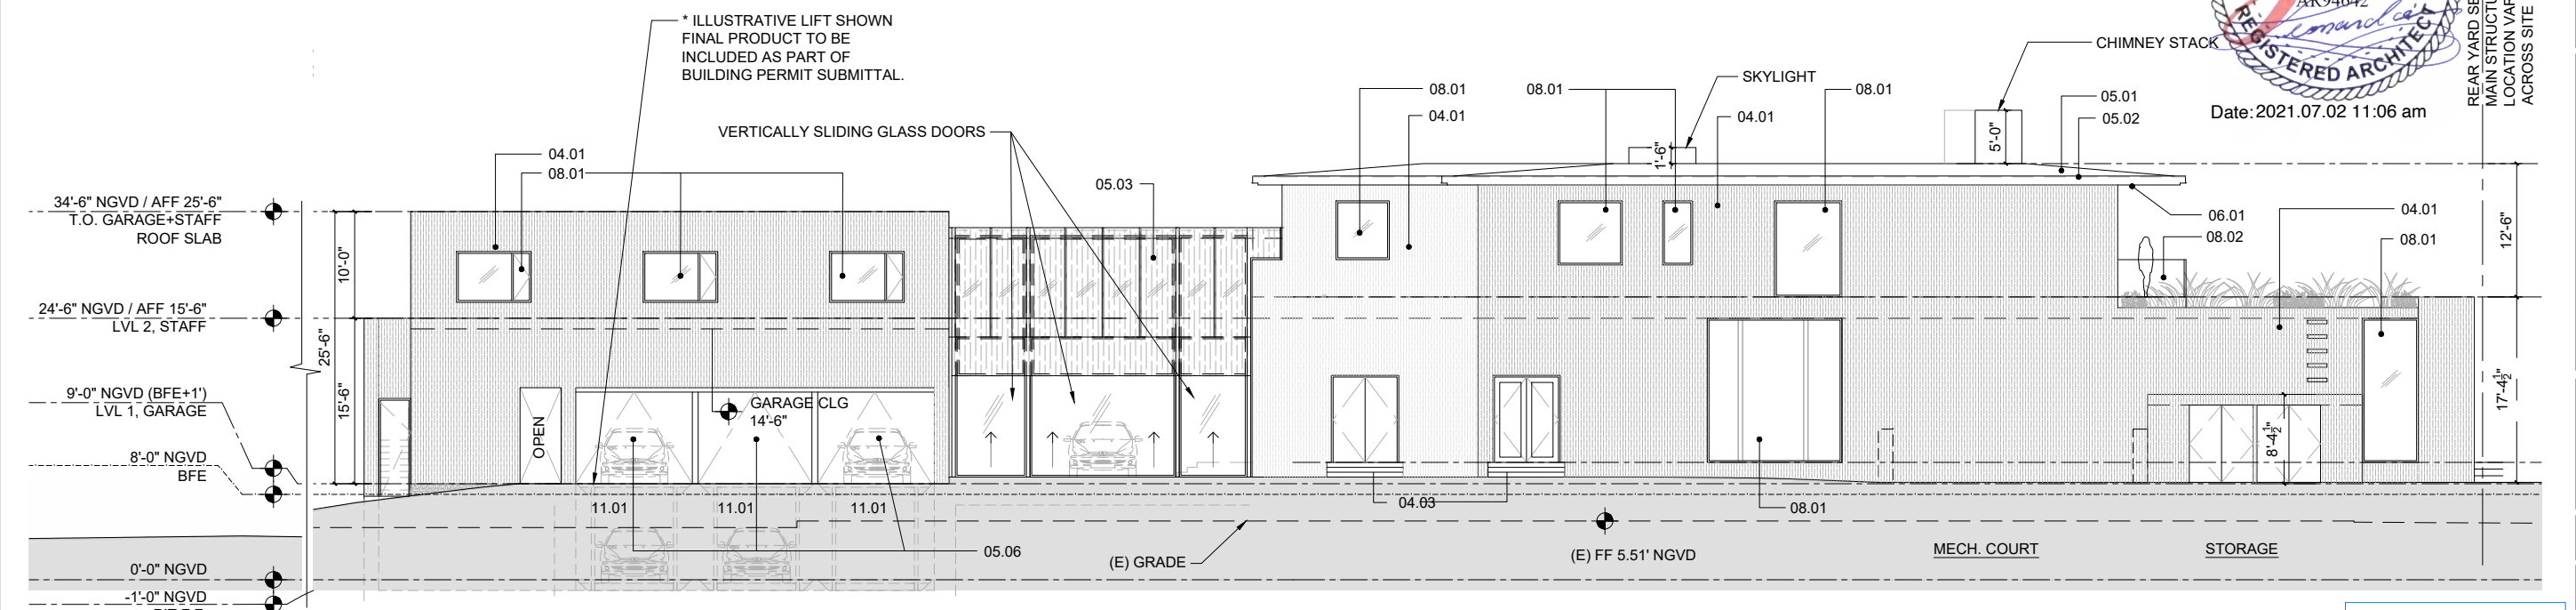 * ILLUSTRATIVE LIFT SHOWN
FINAL PRODUCT TO BE
INCLUDED AS PART OF
BUILDING PERMIT SUBMITTAL.
VERTICALLY SLIDING GLASS DOORS
04.01
08.01
05.03
08.01
04.01
08.01
SKYLIGHT
04.01
08.01
CHIMNEY STACK
05.01
05.02
AR94642
REGISTERED ARCHITECT
Date: 2021.07.02 11:06 am
REAR YARD SE
MAIN STRUCTU
LOCATION VAR
ACROSS SITE
1'-6"
5'-0"
06.01
08.02
04.01
08.01
12'-6"
17'-4½"
8'-4½"
34'-6" NGVD / AFF 25'-6"
T.O. GARAGE+STAFF
ROOF SLAB
24'-6" NGVD / AFF 15'-6"
LVL 2, STAFF
9'-0" NGVD (BFE+1')
LVL 1, GARAGE
8'-0" NGVD
BFE
0'-0" NGVD
-1'-0" NGVD
10'-0"
25'-6"
15'-6"
OPEN
GARAGE CLG
14'-6"
11.01
11.01
11.01
05.06
04.03
08.01
(E) GRADE
(E) FF 5.51' NGVD
MECH. COURT
STORAGE